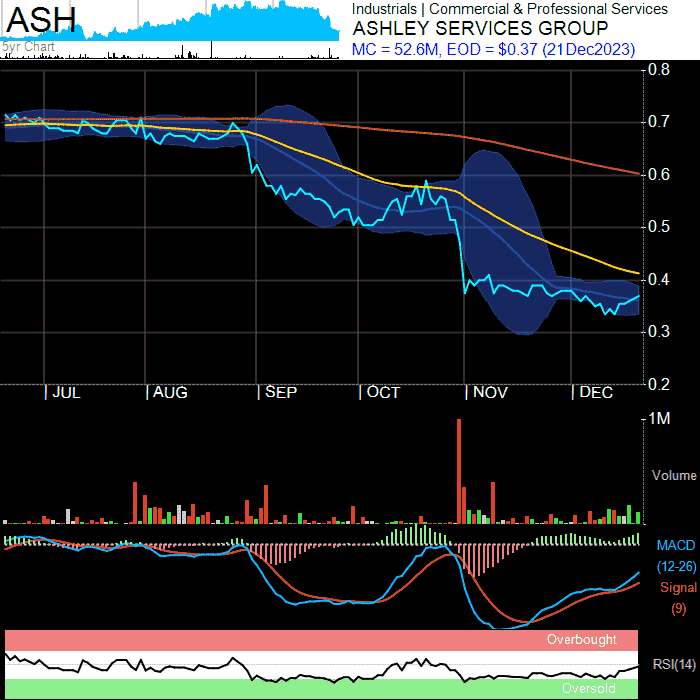 ASH
5yr Chart
Industrials | Commercial & Professional Services
ASHLEY SERVICES GROUP
MC = 52.6M, EOD = $0.37 (21Dec2023)
0.8
0.7
0.6
0.5
0.4
0.3
0.2
| JUL | AUG | SEP | OCT | NOV | DEC
1M
Volume
MACD
(12-26)
Signal
(9)
Overbought
RSI(14)
Oversold